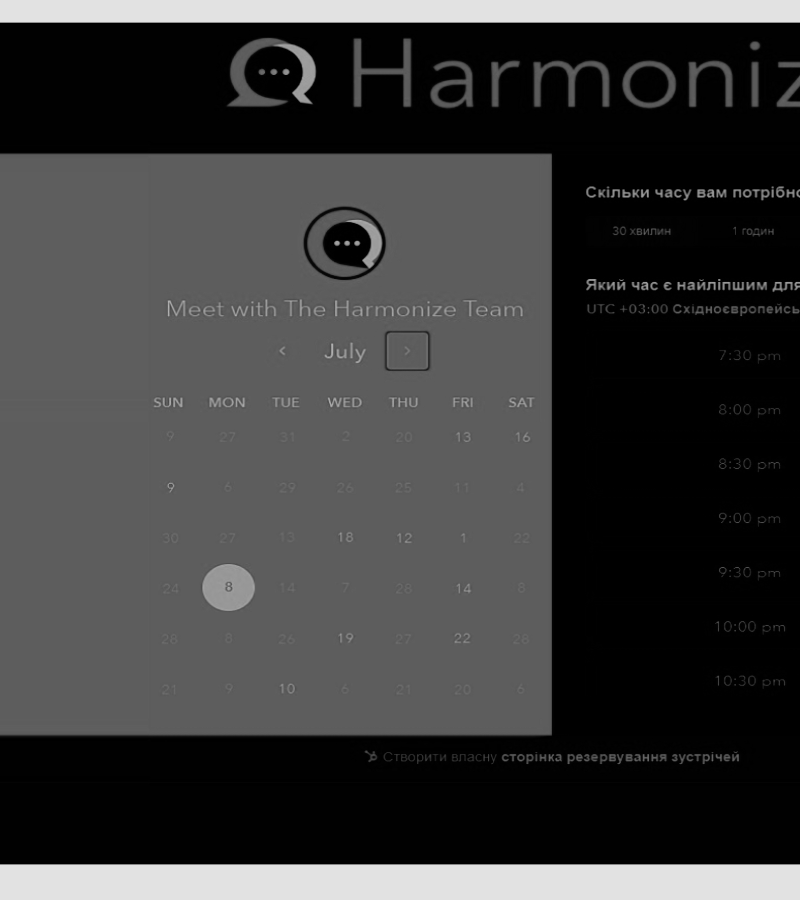 Harmoniz
Meet with The Harmonize Team
‹ July ›
SUN MON TUE WED THU FRI SAT
9 27 31 2 20 13 16
9 6 29 26 25 11 4
30 27 13 18 12 1 22
24 8 14 7 28 14 8
28 8 26 19 27 22 28
21 9 10 6 21 20 6
Скільки часу вам потрібно
30 хвилин 1 годин
Який час є найліпшим для
UTC +03:00 Східноєвропейсь
7:30 pm
8:00 pm
8:30 pm
9:00 pm
9:30 pm
10:00 pm
10:30 pm
Створити власну сторінка резервування зустрічей